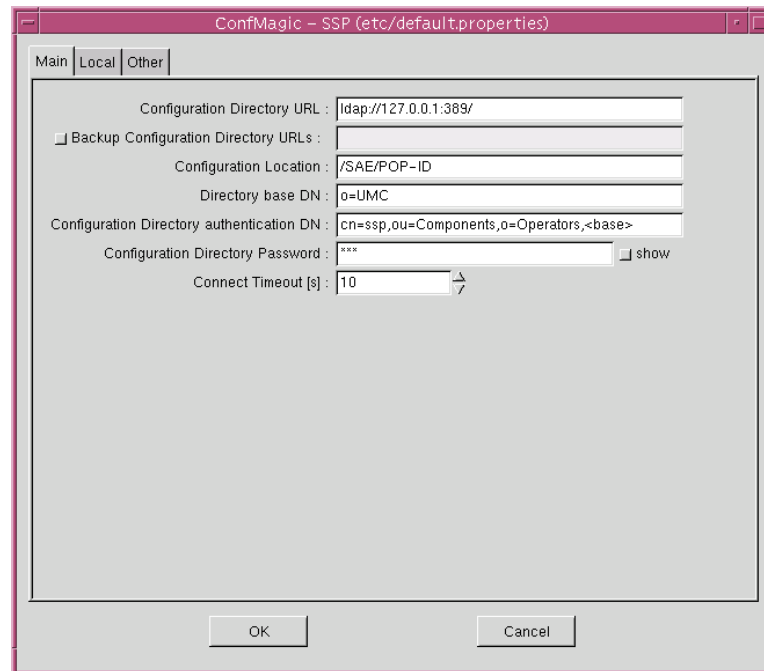 ConfMagic – SSP (etc/default.properties)
Main Local Other
Configuration Directory URL : ldap://127.0.0.1:389/
Backup Configuration Directory URLs :
Configuration Location : /SAE/POP-ID
Directory base DN : o=UMC
Configuration Directory authentication DN : cn=ssp,ou=Components,o=Operators,<base>
Configuration Directory Password : *** show
Connect Timeout [s] : 10
OK Cancel